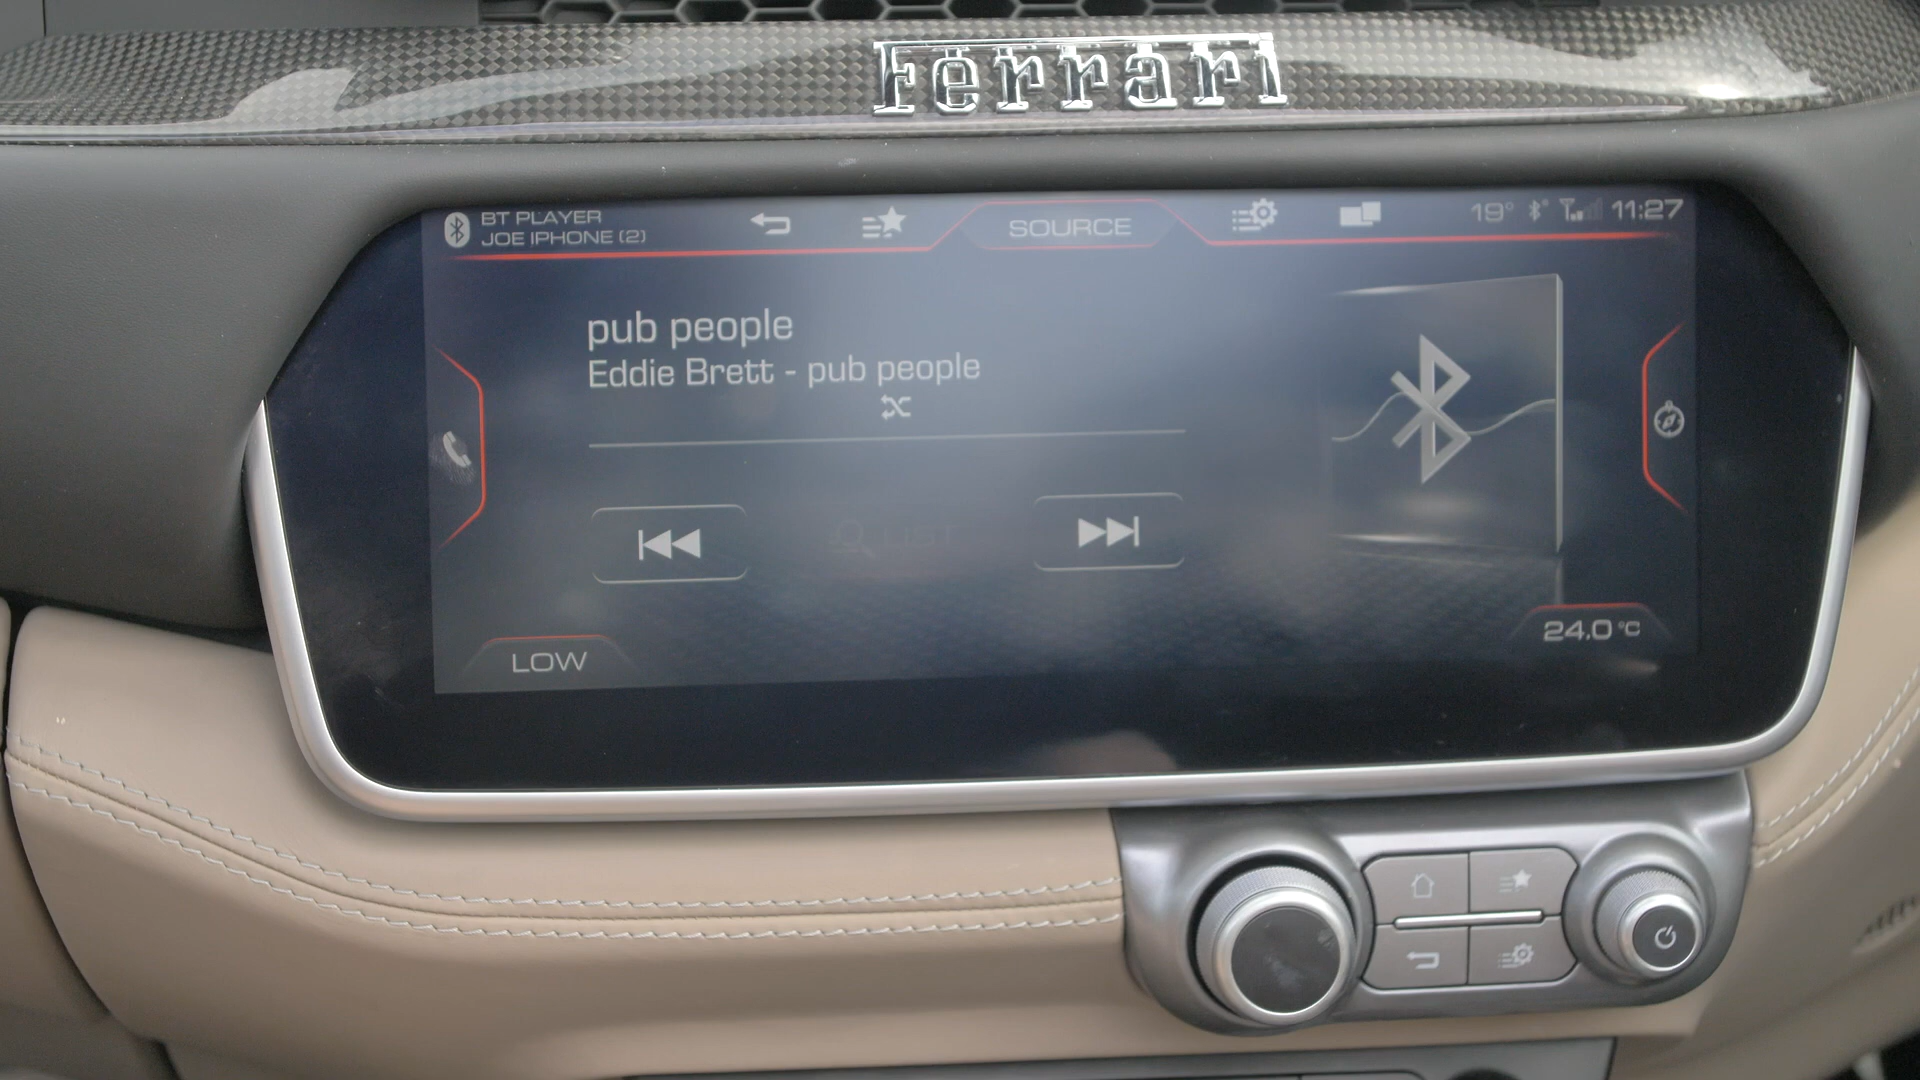 Ferrari
BT PLAYER
JOE IPHONE (2)
SOURCE
19° 11:27
pub people
Eddie Brett - pub people
LOW
24.0 °C